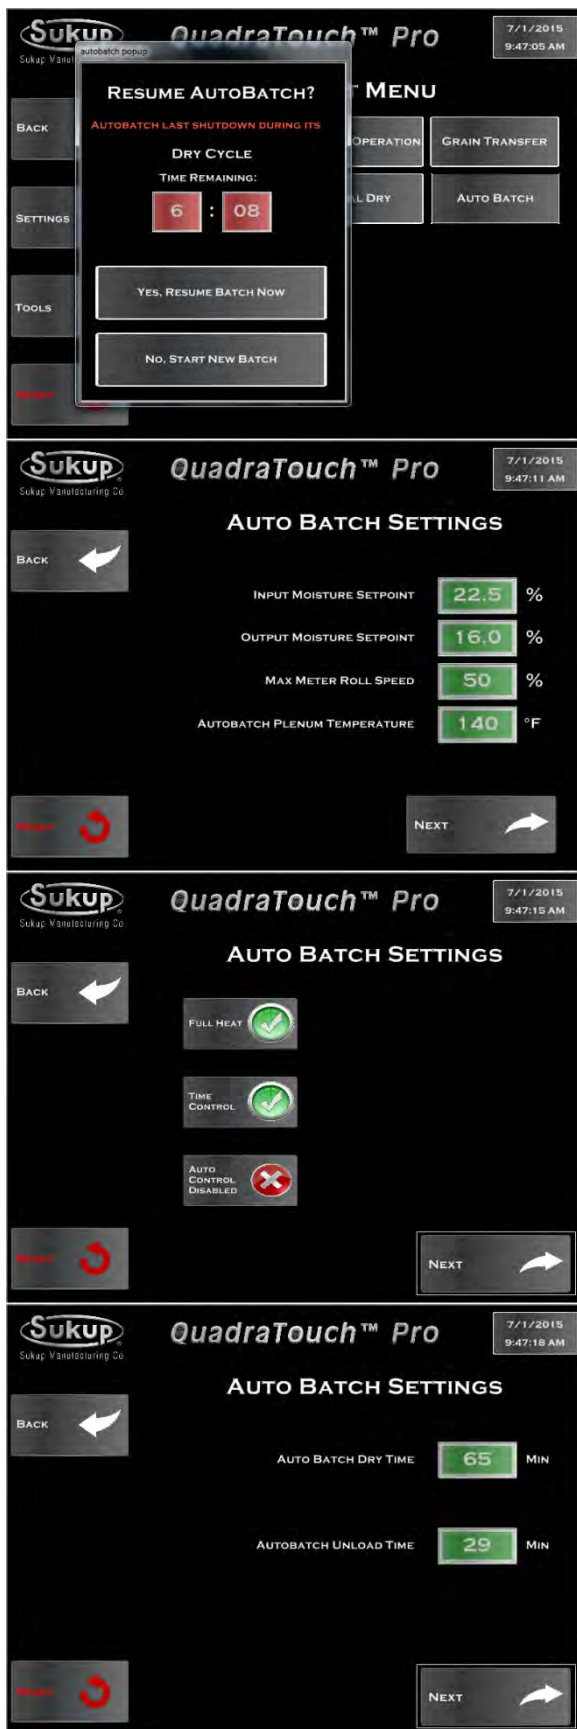 Sukup
QuadraTouch™ Pro
7/1/2015
9:47:05 AM
Sukup Manuf
autobatch popup
RESUME AUTOBATCH?
MENU
AUTOBATCH LAST SHUTDOWN DURING ITS
BACK
OPERATION
GRAIN TRANSFER
DRY CYCLE
TIME REMAINING:
6 : 08
L DRY
AUTO BATCH
SETTINGS
YES, RESUME BATCH NOW
TOOLS
NO, START NEW BATCH
RESET
Sukup
Sukup Manufacturing Co.
QuadraTouch™ Pro
7/1/2015
9:47:11 AM
AUTO BATCH SETTINGS
BACK
INPUT MOISTURE SETPOINT 22.5 %
OUTPUT MOISTURE SETPOINT 16.0 %
MAX METER ROLL SPEED 50 %
AUTOBATCH PLENUM TEMPERATURE 140 °F
RESET
NEXT
Sukup
Sukup Manufacturing Co.
QuadraTouch™ Pro
7/1/2015
9:47:15 AM
AUTO BATCH SETTINGS
BACK
FULL HEAT
TIME
CONTROL
AUTO
CONTROL
DISABLED
RESET
NEXT
Sukup
Sukup Manufacturing Co.
QuadraTouch™ Pro
7/1/2015
9:47:18 AM
AUTO BATCH SETTINGS
BACK
AUTO BATCH DRY TIME 65 MIN
AUTOBATCH UNLOAD TIME 29 MIN
RESET
NEXT